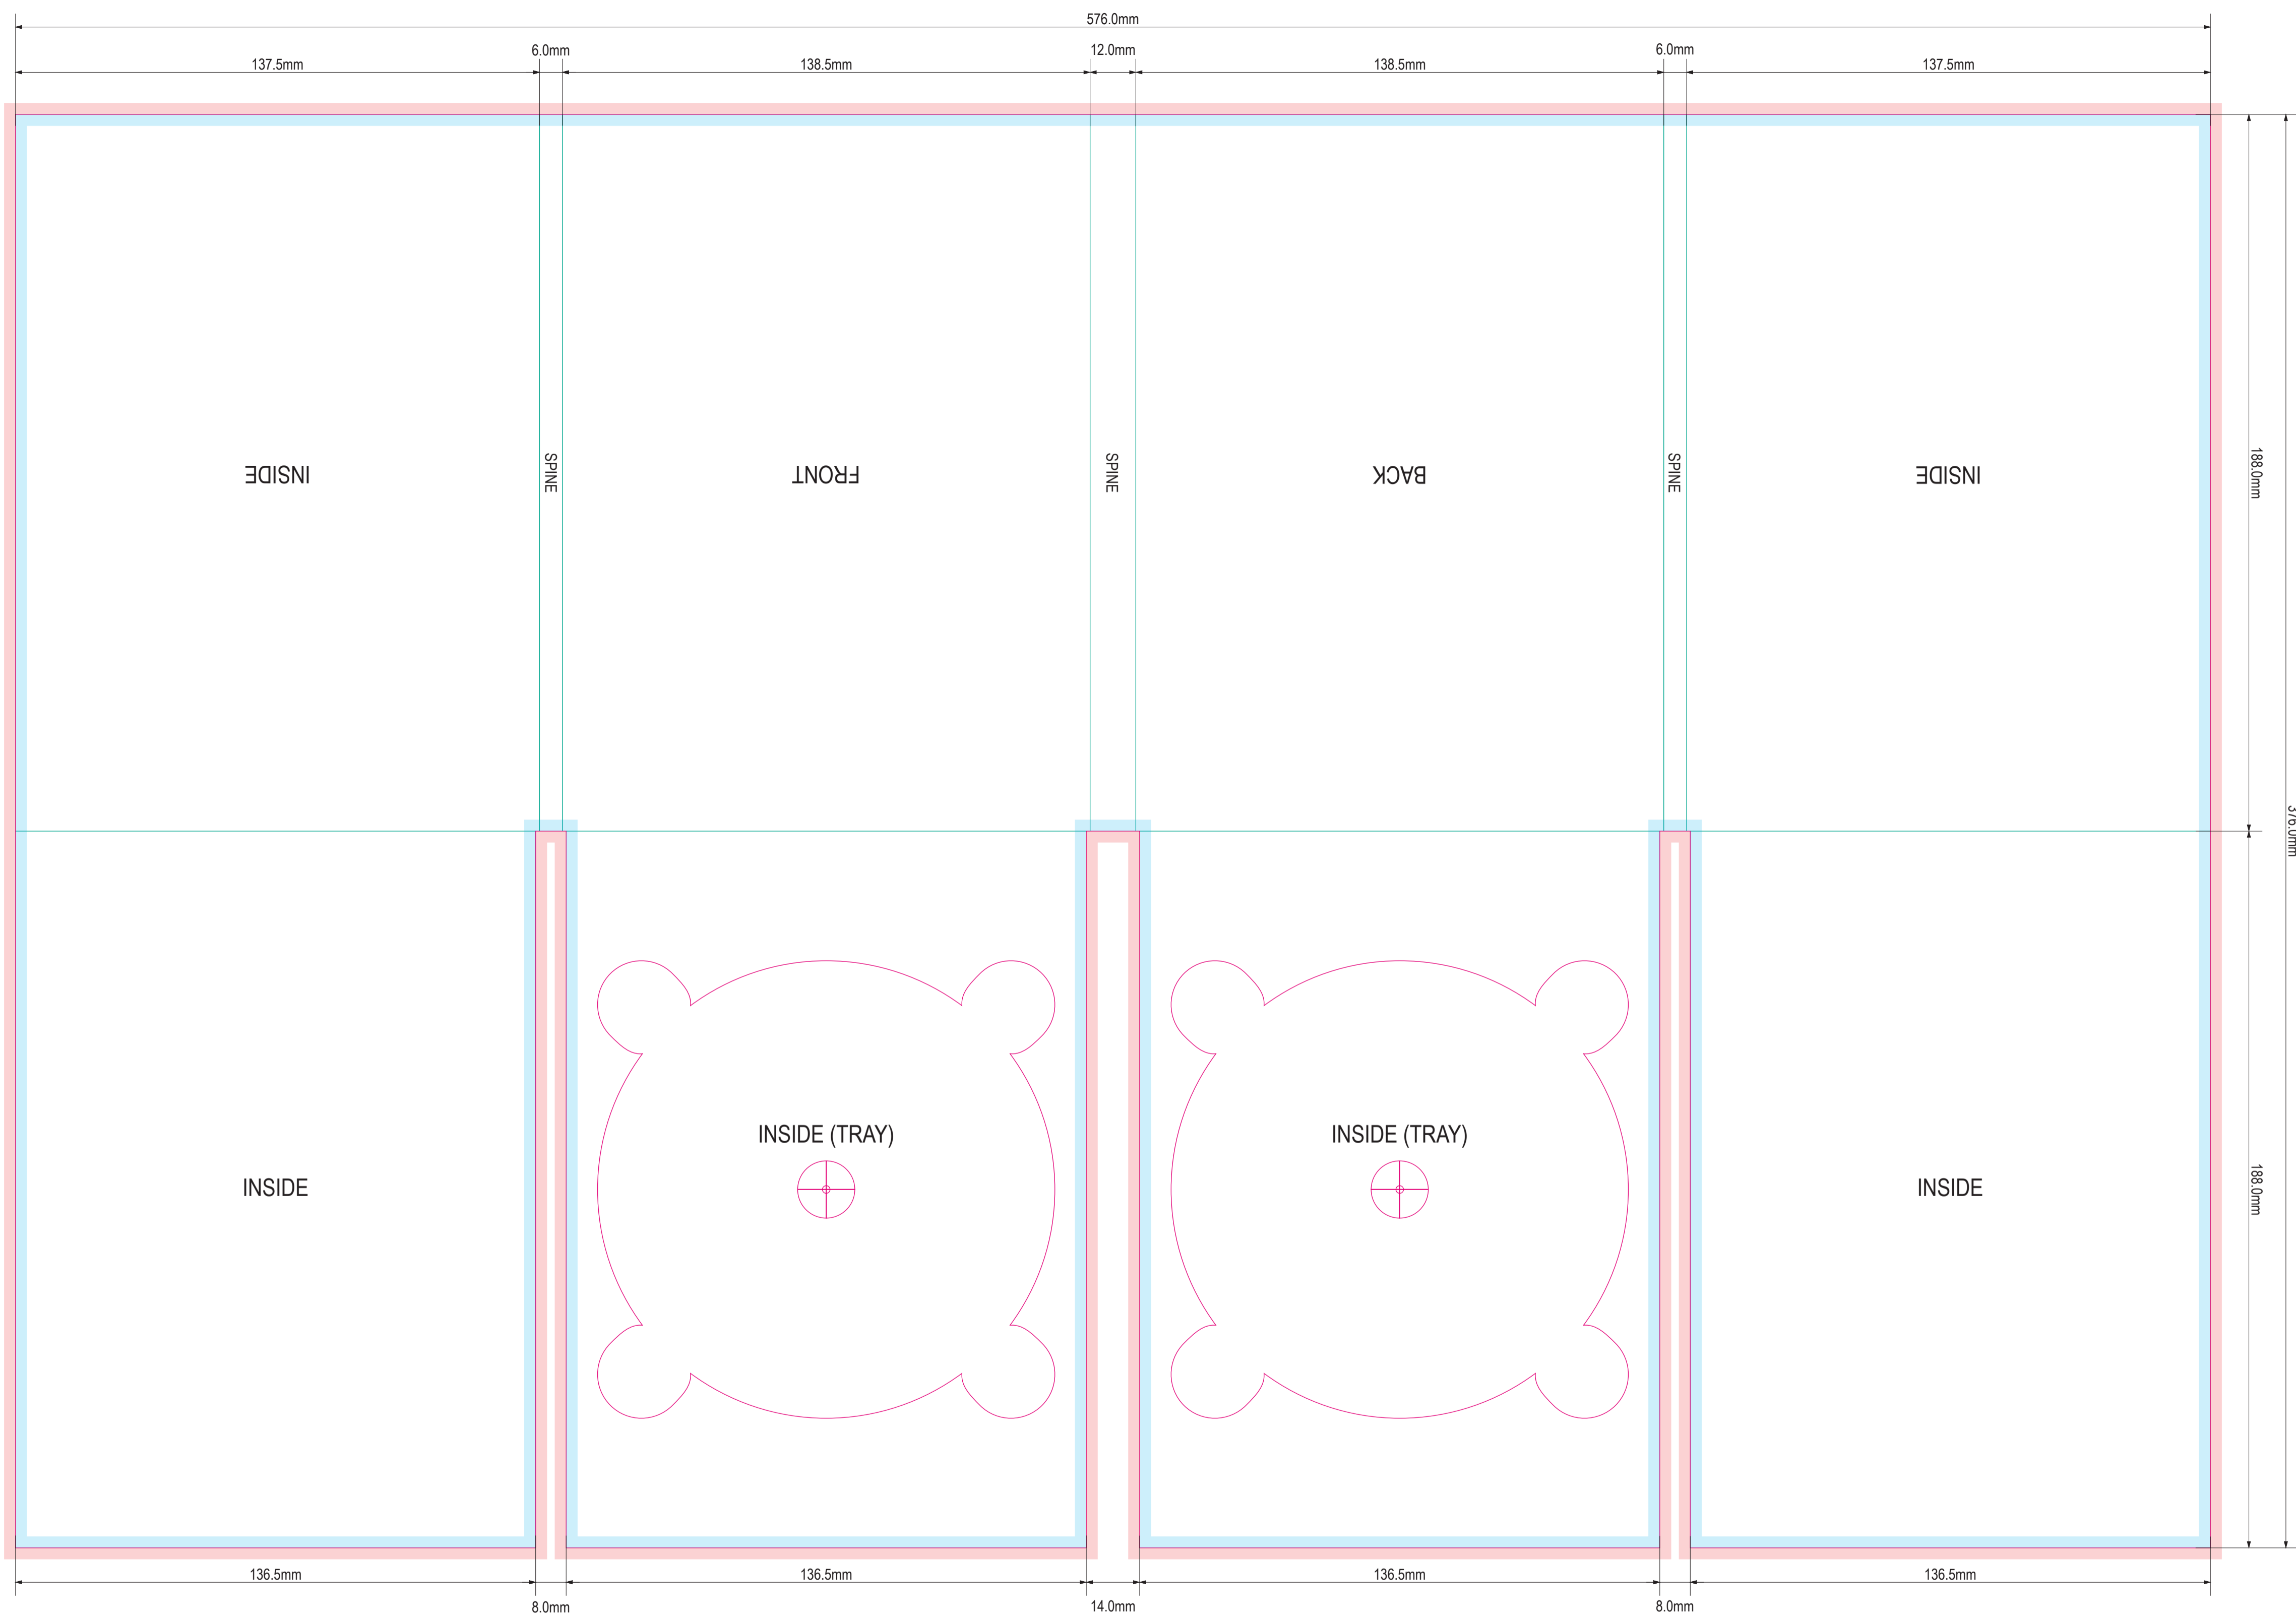 576.0mm
6.0mm
12.0mm
6.0mm
137.5mm
138.5mm
138.5mm
137.5mm
INSIDE
SPINE
FRONT
SPINE
BACK
SPINE
INSIDE
188.0mm
376.0mm
INSIDE (TRAY)
INSIDE (TRAY)
INSIDE
INSIDE
188.0mm
136.5mm
136.5mm
136.5mm
136.5mm
8.0mm
14.0mm
8.0mm